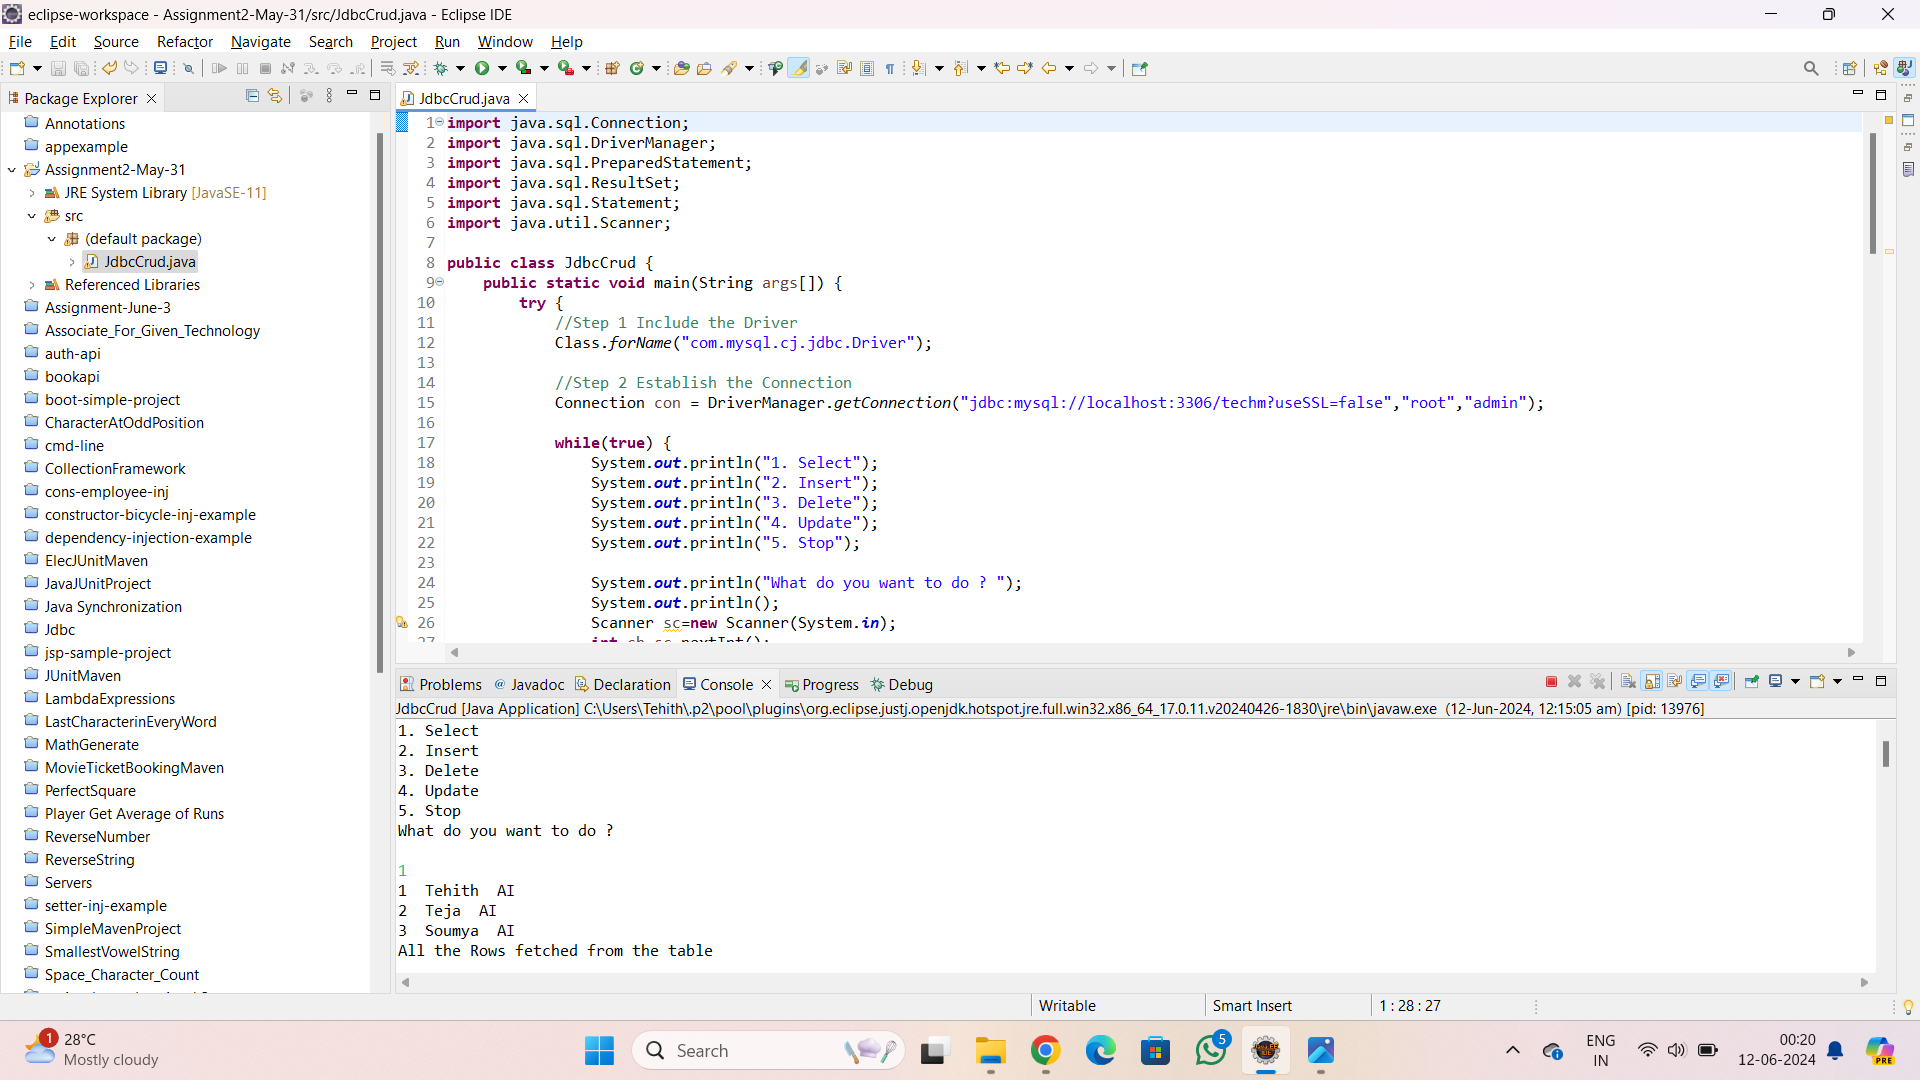 eclipse-workspace - Assignment2-May-31/src/JdbcCrud.java - Eclipse IDE
File Edit Source Refactor Navigate Search Project Run Window Help
Package Explorer
Annotations
appexample
Assignment2-May-31
JRE System Library [JavaSE-11]
src
(default package)
JdbcCrud.java
Referenced Libraries
Assignment-June-3
Associate_For_Given_Technology
auth-api
bookapi
boot-simple-project
CharacterAtOddPosition
cmd-line
CollectionFramework
cons-employee-inj
constructor-bicycle-inj-example
dependency-injection-example
ElecJUnitMaven
JavaJUnitProject
Java Synchronization
Jdbc
jsp-sample-project
JUnitMaven
LambdaExpressions
LastCharacterinEveryWord
MathGenerate
MovieTicketBookingMaven
PerfectSquare
Player Get Average of Runs
ReverseNumber
ReverseString
Servers
setter-inj-example
SimpleMavenProject
SmallestVowelString
Space_Character_Count
JdbcCrud.java
1 import java.sql.Connection;
2 import java.sql.DriverManager;
3 import java.sql.PreparedStatement;
4 import java.sql.ResultSet;
5 import java.sql.Statement;
6 import java.util.Scanner;
7
8 public class JdbcCrud {
9 public static void main(String args[]) {
10 try {
11 //Step 1 Include the Driver
12 Class.forName("com.mysql.cj.jdbc.Driver");
13
14 //Step 2 Establish the Connection
15 Connection con = DriverManager.getConnection("jdbc:mysql://localhost:3306/techm?useSSL=false","root","admin");
16
17 while(true) {
18 System.out.println("1. Select");
19 System.out.println("2. Insert");
20 System.out.println("3. Delete");
21 System.out.println("4. Update");
22 System.out.println("5. Stop");
23
24 System.out.println("What do you want to do ? ");
25 System.out.println();
26 Scanner sc=new Scanner(System.in);
Problems Javadoc Declaration Console Progress Debug
JdbcCrud [Java Application] C:\Users\Tehith\.p2\pool\plugins\org.eclipse.justj.openjdk.hotspot.jre.full.win32.x86_64_17.0.11.v20240426-1830\jre\bin\javaw.exe (12-Jun-2024, 12:15:05 am) [pid: 13976]
1. Select
2. Insert
3. Delete
4. Update
5. Stop
What do you want to do ?
1
1 Tehith AI
2 Teja AI
3 Soumya AI
All the Rows fetched from the table
Writable Smart Insert 1 : 28 : 27
1
28°C
Mostly cloudy
Search
5
ENG
IN
00:20
12-06-2024
PRE